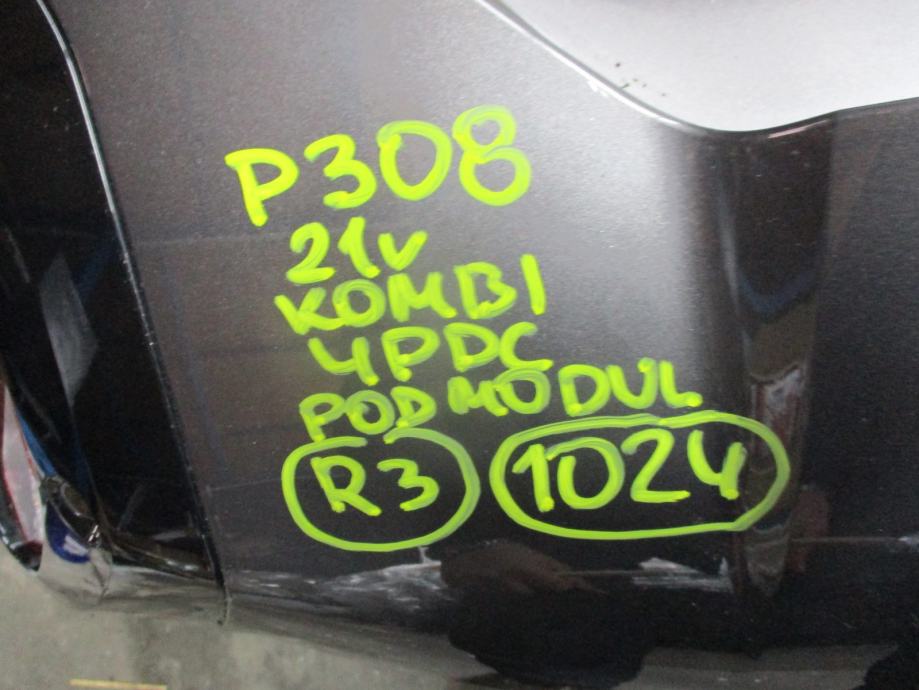 P308
21v
KOMBI
4PDC
POD MODUL
R3 1024